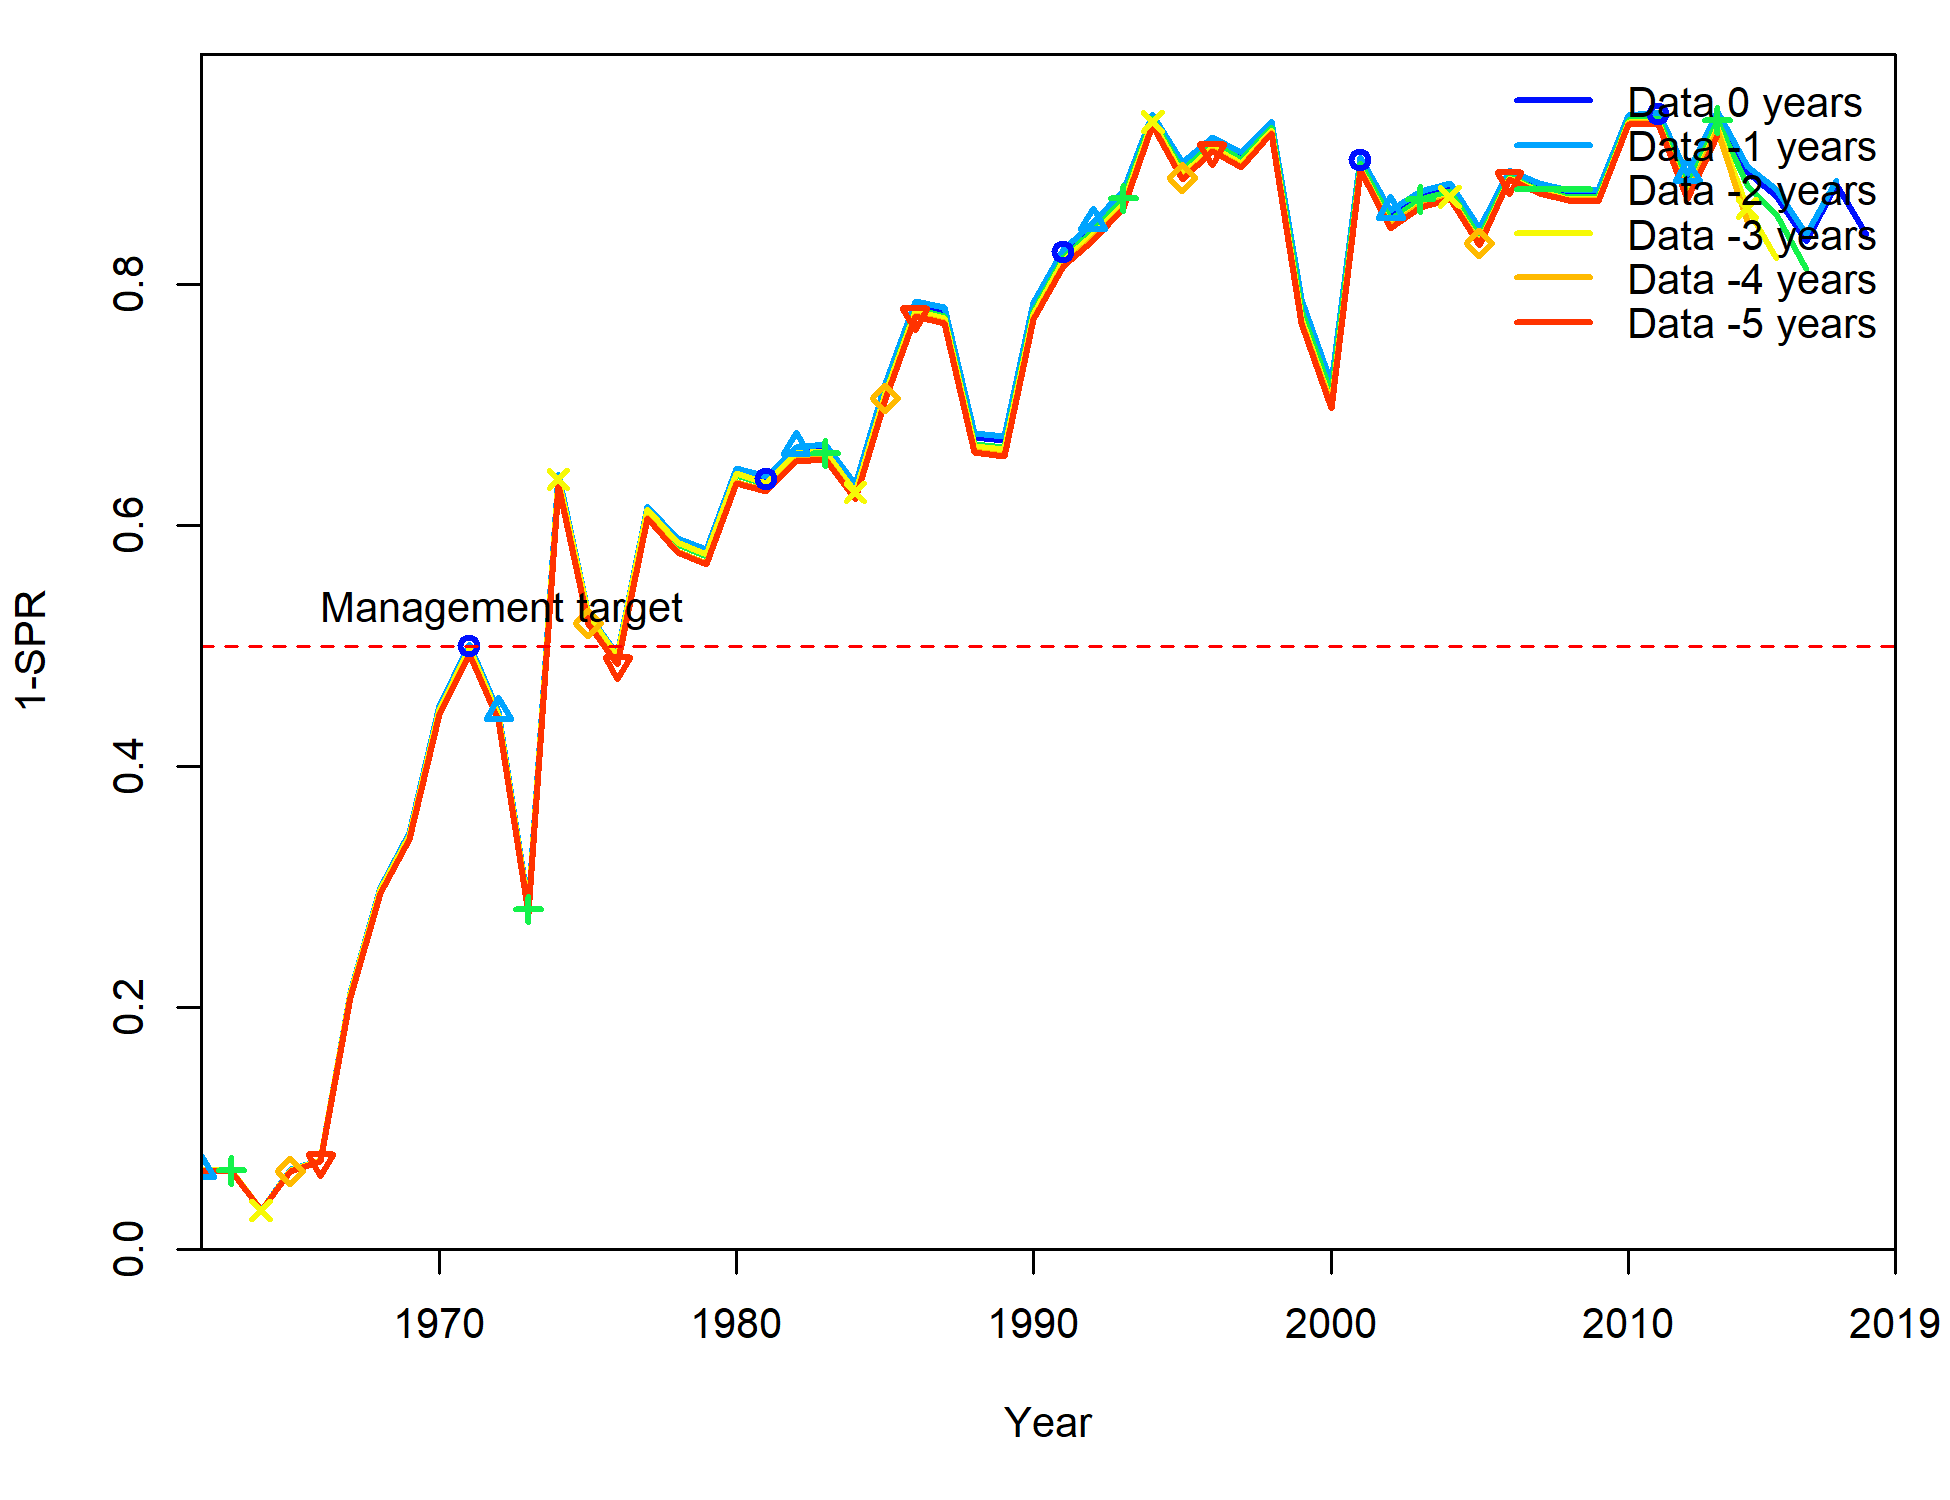 Data 0 years
Data -1 years
Data -2 years
Data -3 years
Data -4 years
Data -5 years
Management target
1-SPR
0.0
0.2
0.4
0.6
0.8
1970
1980
1990
2000
2010
2019
Year